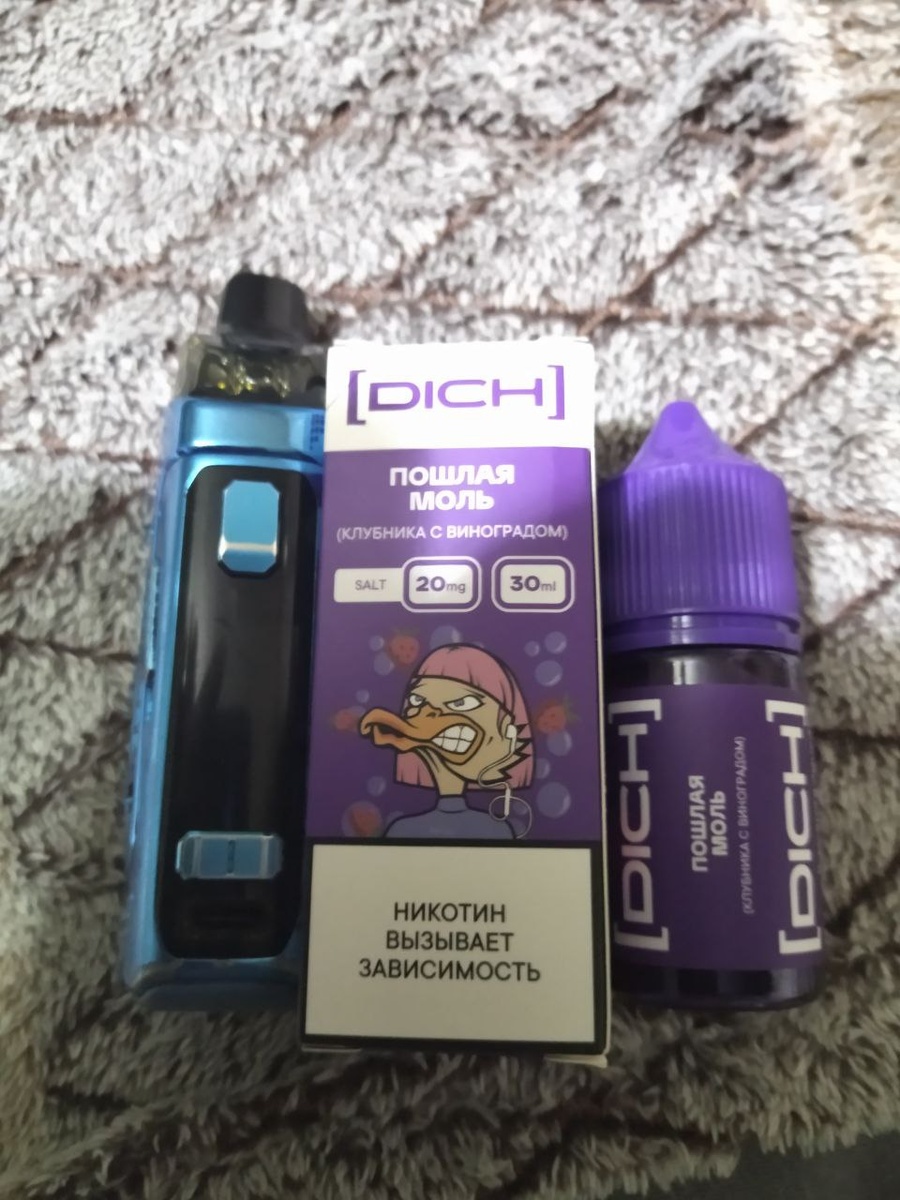 [DICH]
ПОШЛАЯ
МОЛЬ
(КЛУБНИКА С ВИНОГРАДОМ)
SALT 20mg 30ml
НИКОТИН
ВЫЗЫВАЕТ
ЗАВИСИМОСТЬ
[DICH]
ПОШЛАЯ
МОЛЬ
(КЛУБНИКА С ВИНОГРАДОМ)
[DICH]